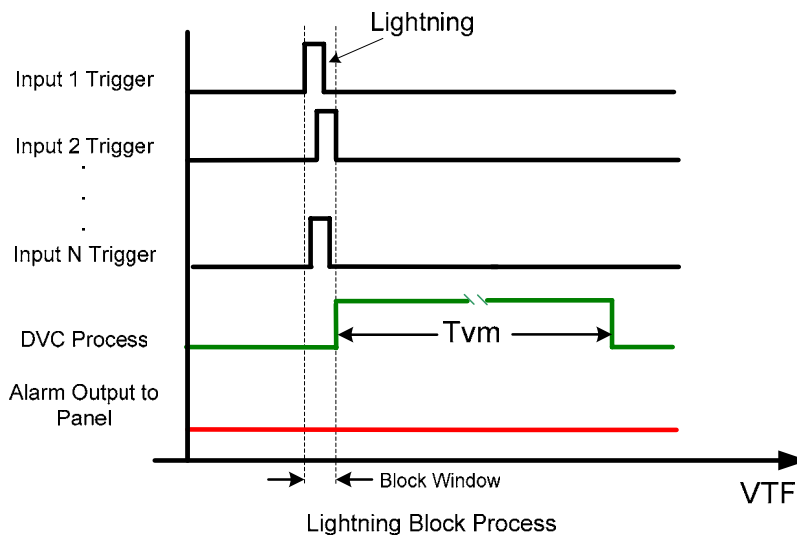 Lightning
Input 1 Trigger
Input 2 Trigger
.
.
.
Input N Trigger
DVC Process
Tvm
Alarm Output to
Panel
Block Window
VTF
Lightning Block Process